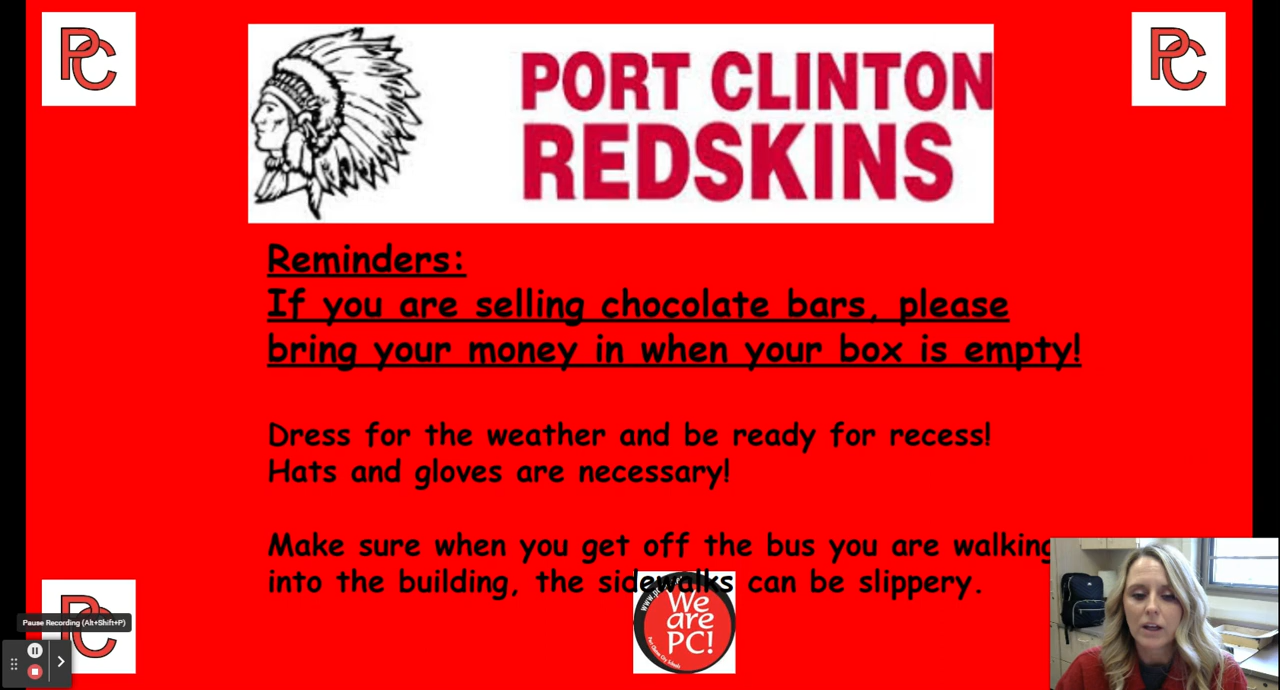 PC
PC
PORT CLINTON
REDSKINS
Reminders:
If you are selling chocolate bars, please
bring your money in when your box is empty!
Dress for the weather and be ready for recess!
Hats and gloves are necessary!
Make sure when you get off the bus you are walking
into the building, the sidewalks can be slippery.
We
are
PC!
PC
Pause Recording (Alt+Shift+P)